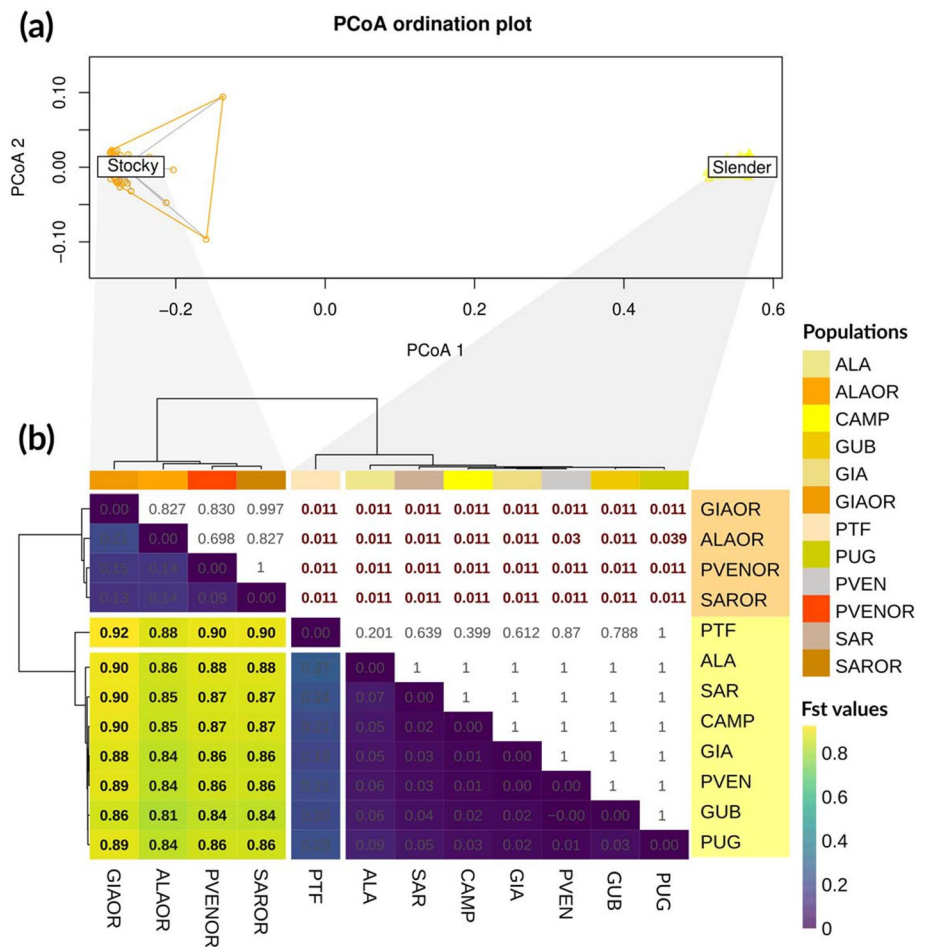 (a)
PCoA ordination plot
PCoA 2
0.10
0.00
−0.10
Stocky
Slender
−0.2
0.0
0.2
0.4
0.6
PCoA 1
Populations
ALA
ALAOR
CAMP
GUB
GIA
GIAOR
PTF
PUG
PVEN
PVENOR
SAR
SAROR
(b)
0.00 0.827 0.830 0.997 0.011 0.011 0.011 0.011 0.011 0.011 0.011 0.011 GIAOR
0.00 0.698 0.827 0.011 0.011 0.011 0.011 0.011 0.03 0.011 0.039 ALAOR
0.15 0.14 0.00 1 0.011 0.011 0.011 0.011 0.011 0.011 0.011 0.011 PVENOR
0.13 0.14 0.09 0.00 0.011 0.011 0.011 0.011 0.011 0.011 0.011 0.011 SAROR
0.92 0.88 0.90 0.90 0.00 0.201 0.639 0.399 0.612 0.87 0.788 1 PTF
0.90 0.86 0.88 0.88 0.00 1 1 1 1 1 1 ALA
0.90 0.85 0.87 0.87 0.07 0.00 1 1 1 1 1 SAR
0.90 0.85 0.87 0.87 0.05 0.02 0.00 1 1 1 1 CAMP
0.88 0.84 0.86 0.86 0.05 0.03 0.01 0.00 1 1 1 GIA
0.89 0.84 0.86 0.86 0.06 0.03 0.01 0.00 0.00 1 1 PVEN
0.86 0.81 0.84 0.84 0.06 0.04 0.02 0.02 −0.00 0.00 1 GUB
0.89 0.84 0.86 0.86 0.09 0.05 0.03 0.02 0.01 0.03 0.00 PUG
GIAOR
ALAOR
PVENOR
SAROR
PTF
ALA
SAR
CAMP
GIA
PVEN
GUB
PUG
Fst values
0.8
0.6
0.4
0.2
0